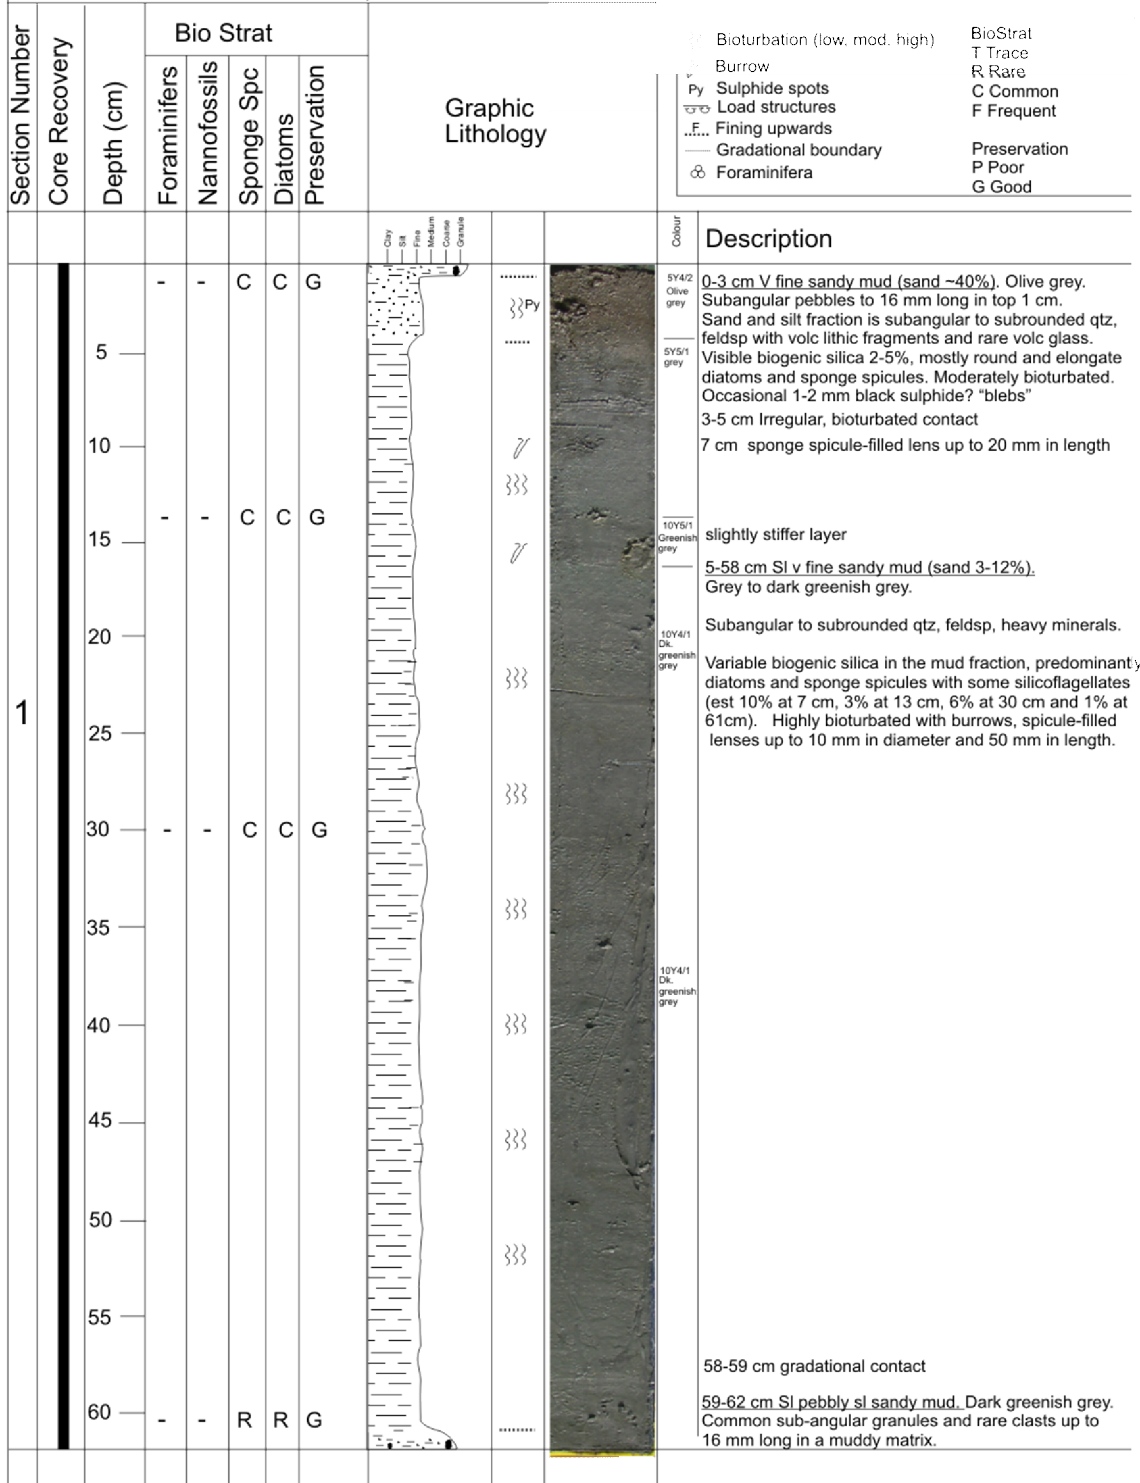 Section Number
Core Recovery
Depth (cm)
Bio Strat
Foraminifers
Nannofossils
Sponge Spc
Diatoms
Preservation
Graphic
Lithology
Bioturbation (low, mod. high)
Burrow
Py Sulphide spots
Load structures
F Fining upwards
Gradational boundary
Foraminifera
BioStrat
T Trace
R Rare
C Common
F Frequent
Preservation
P Poor
G Good
Clay
Silt
Fine
Medium
Coarse
Granule
Colour
Description
- - C C G
Py
5Y4/2
Olive
grey
0-3 cm V fine sandy mud (sand ~40%). Olive grey.
Subangular pebbles to 16 mm long in top 1 cm.
Sand and silt fraction is subangular to subrounded qtz,
feldsp with volc lithic fragments and rare volc glass.
5
5Y5/1
grey
Visible biogenic silica 2-5%, mostly round and elongate
diatoms and sponge spicules. Moderately bioturbated.
Occasional 1-2 mm black sulphide? “blebs”
3-5 cm Irregular, bioturbated contact
10
7 cm sponge spicule-filled lens up to 20 mm in length
- - C C G
15
10Y5/1
Greenish
grey
slightly stiffer layer
5-58 cm Sl v fine sandy mud (sand 3-12%).
Grey to dark greenish grey.
20
10Y4/1
Dk.
greenish
grey
Subangular to subrounded qtz, feldsp, heavy minerals.
Variable biogenic silica in the mud fraction, predominantly
diatoms and sponge spicules with some silicoflagellates
(est 10% at 7 cm, 3% at 13 cm, 6% at 30 cm and 1% at
61cm). Highly bioturbated with burrows, spicule-filled
lenses up to 10 mm in diameter and 50 mm in length.
1
25
30
- - C C G
35
10Y4/1
Dk.
greenish
grey
40
45
50
55
58-59 cm gradational contact
60
- - R R G
59-62 cm Sl pebbly sl sandy mud. Dark greenish grey.
Common sub-angular granules and rare clasts up to
16 mm long in a muddy matrix.